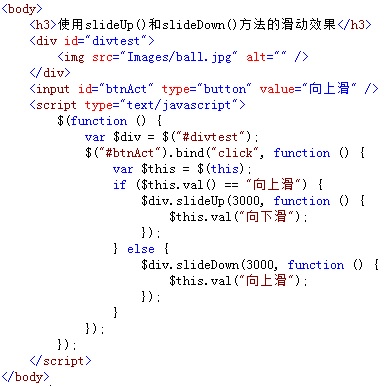 <body>
    <h3>使用slideUp()和slideDown()方法的滑动效果</h3>
    <div id="divtest">
        <img src="Images/ball.jpg" alt="" />
    </div>
    <input id="btnAct" type="button" value="向上滑" />
    <script type="text/javascript">
        $(function () {
            var $div = $("#divtest");
            $("#btnAct").bind("click", function () {
                var $this = $(this);
                if ($this.val() == "向上滑") {
                    $div.slideUp(3000, function () {
                        $this.val("向下滑");
                    });
                } else {
                    $div.slideDown(3000, function () {
                        $this.val("向上滑");
                    });
                }
            });
        });
    </script>
</body>